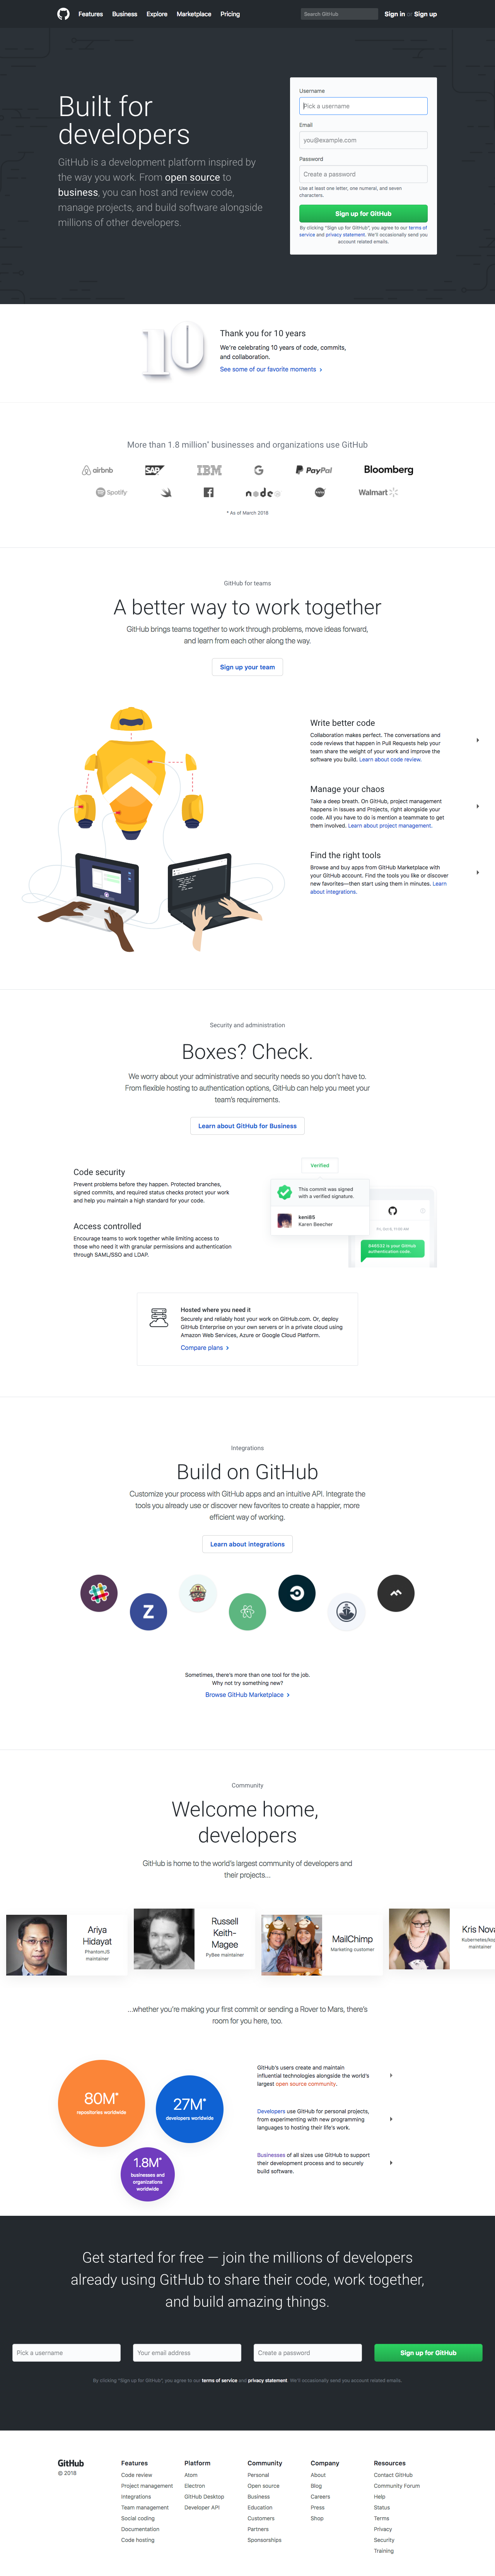 Features Business Explore Marketplace Pricing
Search GitHub
Sign in or Sign up
Built for
developers
GitHub is a development platform inspired by
the way you work. From open source to
business, you can host and review code,
manage projects, and build software alongside
millions of other developers.
Username
Pick a username
Email
you@example.com
Password
Create a password
Use at least one letter, one numeral, and seven
characters.
Sign up for GitHub
By clicking "Sign up for GitHub", you agree to our terms of
service and privacy statement. We'll occasionally send you
account related emails.
10
Thank you for 10 years
We're celebrating 10 years of code, commits,
and collaboration.
See some of our favorite moments
More than 1.8 million* businesses and organizations use GitHub
airbnb SAP IBM G PayPal Bloomberg
Spotify node Walmart
* As of March 2018
GitHub for teams
A better way to work together
GitHub brings teams together to work through problems, move ideas forward,
and learn from each other along the way.
Sign up your team
Write better code
Collaboration makes perfect. The conversations and
code reviews that happen in Pull Requests help your
team share the weight of your work and improve the
software you build. Learn about code review.
Manage your chaos
Take a deep breath. On GitHub, project management
happens in Issues and Projects, right alongside your
code. All you have to do is mention a teammate to get
them involved. Learn about project management.
Find the right tools
Browse and buy apps from GitHub Marketplace with
your GitHub account. Find the tools you like or discover
new favorites—then start using them in minutes. Learn
about integrations.
Security and administration
Boxes? Check.
We worry about your administrative and security needs so you don't have to.
From flexible hosting to authentication options, GitHub can help you meet your
team's requirements.
Learn about GitHub for Business
Code security
Prevent problems before they happen. Protected branches,
signed commits, and required status checks protect your work
and help you maintain a high standard for your code.
Access controlled
Encourage teams to work together while limiting access to
those who need it with granular permissions and authentication
through SAML/SSO and LDAP.
Verified
This commit was signed
with a verified signature.
keni85
Karen Beecher
is your GitHub
authentication code.
Hosted where you need it
Securely and reliably host your work on GitHub.com. Or, deploy
GitHub Enterprise on your own servers or in a private cloud using
Amazon Web Services, Azure or Google Cloud Platform.
Compare plans
Integrations
Build on GitHub
Customize your process with GitHub apps and an intuitive API. Integrate the
tools you already use or discover new favorites to create a happier, more
efficient way of working.
Learn about integrations
Z
Sometimes, there's more than one tool for the job.
Why not try something new?
Browse GitHub Marketplace
Community
Welcome home,
developers
GitHub is home to the world's largest community of developers and
their projects...
Ariya
Hidayat
PhantomJS
maintainer
Russell
Keith-
Magee
PyBee maintainer
MailChimp
Marketing customer
Kris Nova
maintainer
...whether you're making your first commit or sending a Rover to Mars, there's
room for you here, too.
80M*
repositories worldwide
27M*
developers worldwide
1.8M*
businesses and
organizations
worldwide
GitHub's users create and maintain
influential technologies alongside the world's
largest open source community.
Developers use GitHub for personal projects,
from experimenting with new programming
languages to hosting their life's work.
Businesses of all sizes use GitHub to support
their development process and to securely
build software.
Get started for free — join the millions of developers
already using GitHub to share their code, work together,
and build amazing things.
Pick a username
Your email address
Create a password
Sign up for GitHub
By clicking "Sign up for GitHub", you agree to our terms of service and privacy statement. We'll occasionally send you account related emails.
GitHub
© 2018
Features
Code review
Project management
Integrations
Team management
Social coding
Documentation
Code hosting
Platform
Atom
Electron
GitHub Desktop
Developer API
Community
Personal
Open source
Business
Education
Customers
Partners
Sponsorships
Company
About
Blog
Careers
Press
Shop
Resources
Contact GitHub
Community Forum
Help
Status
Terms
Privacy
Security
Training